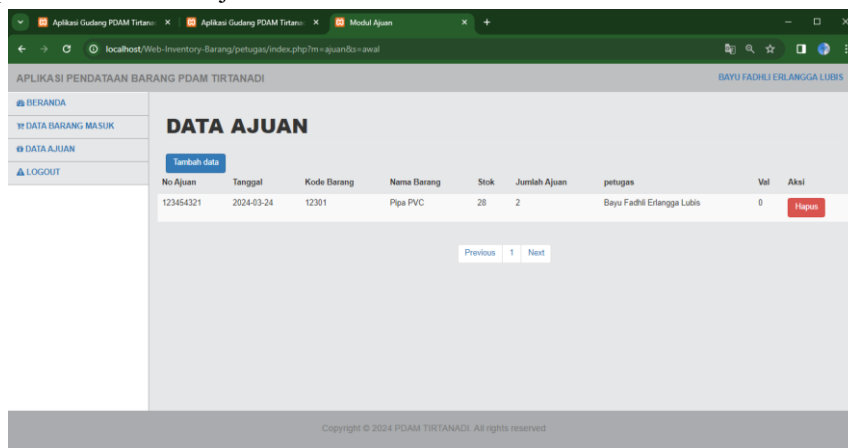 Aplikasi Gudang PDAM Tirtana
Aplikasi Gudang PDAM Tirtana
Modul Ajuan
localhost/Web-Inventory-Barang/petugas/index.php?m=ajuan&s=awal
APLIKASI PENDATAAN BARANG PDAM TIRTANADI
BAYU FADHLI ERLANGGA LUBIS
BERANDA
DATA BARANG MASUK
DATA AJUAN
LOGOUT
DATA AJUAN
Tambah data
No Ajuan Tanggal Kode Barang Nama Barang Stok Jumlah Ajuan petugas Val Aksi
123454321 2024-03-24 12301 Pipa PVC 28 2 Bayu Fadhli Erlangga Lubis 0 Hapus
Previous 1 Next
Copyright © 2024 PDAM TIRTANADI. All rights reserved